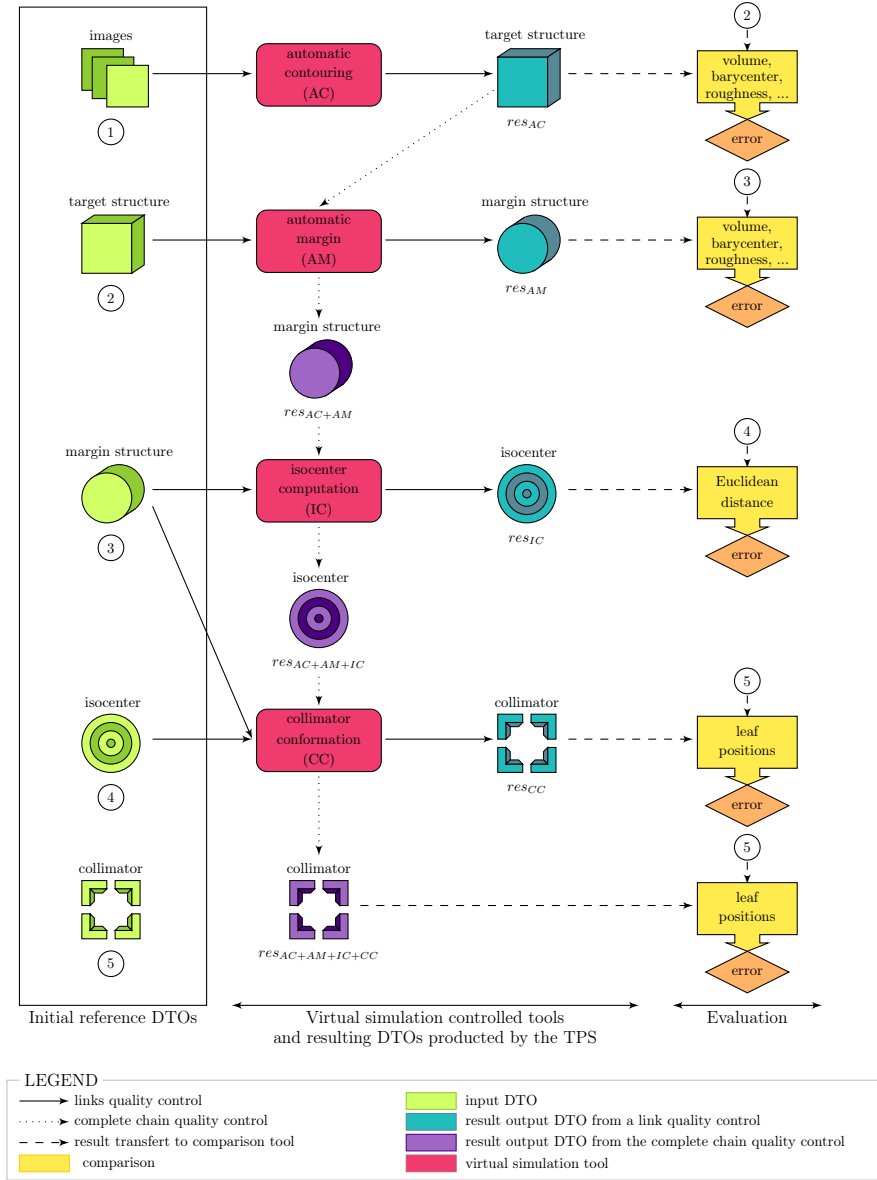 images
1
automatic
contouring
(AC)
target structure
res_AC
2
volume,
barycenter,
roughness, ...
error
target structure
2
automatic
margin
(AM)
margin structure
res_AM
3
volume,
barycenter,
roughness, ...
error
margin structure
res_AC+AM
margin structure
3
isocenter
computation
(IC)
isocenter
res_IC
4
Euclidean
distance
error
isocenter
res_AC+AM+IC
isocenter
4
collimator
conformation
(CC)
collimator
res_CC
5
leaf
positions
error
collimator
5
collimator
res_AC+AM+IC+CC
5
leaf
positions
error
Initial reference DTOs
Virtual simulation controlled tools
and resulting DTOs producted by the TPS
Evaluation
LEGEND
links quality control
complete chain quality control
result transfert to comparison tool
comparison
input DTO
result output DTO from a link quality control
result output DTO from the complete chain quality control
virtual simulation tool